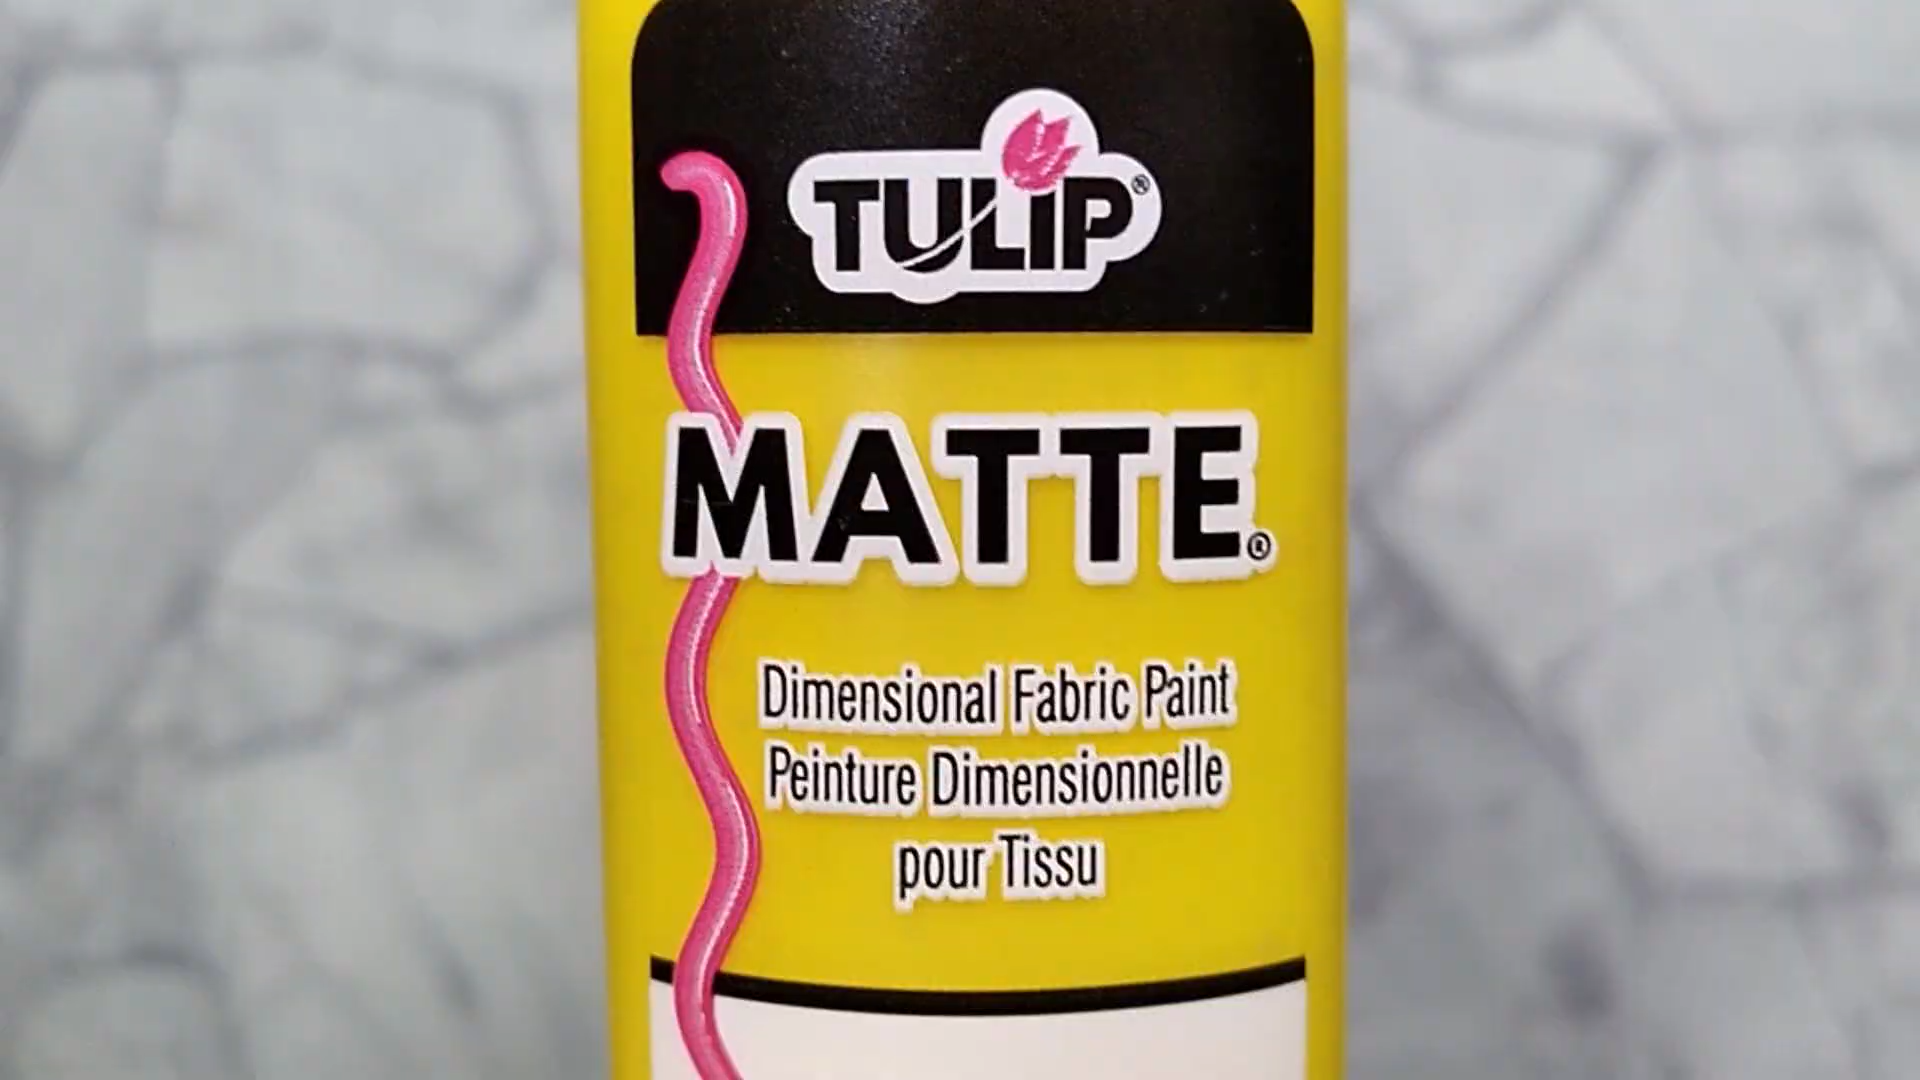 TULIP®
MATTE®
Dimensional Fabric Paint
Peinture Dimensionnelle
pour Tissu